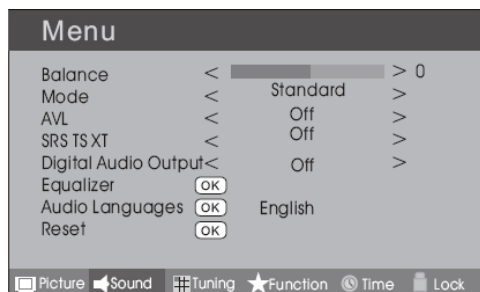 Menu
Balance < > 0
Mode < Standard >
AVL < Off >
SRS TS XT < Off >
Digital Audio Output< Off >
Equalizer OK
Audio Languages OK English
Reset OK
Picture Sound Tuning Function Time Lock